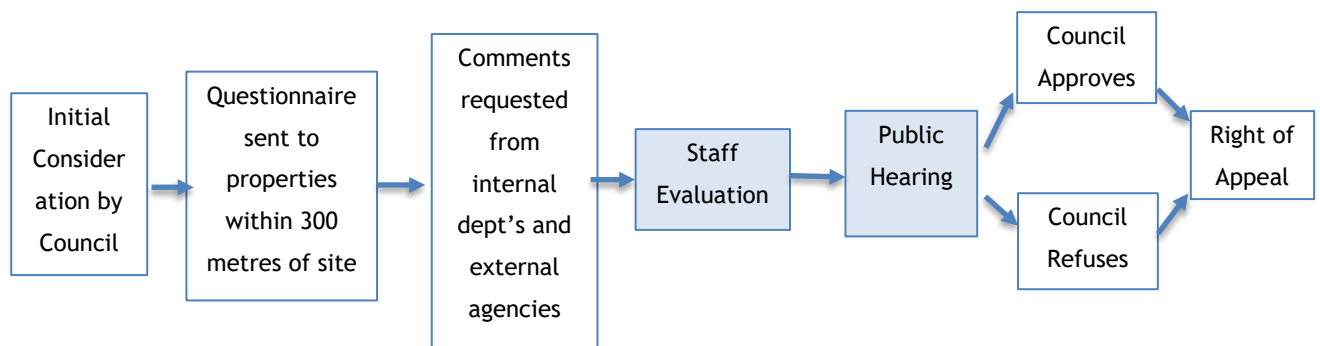 Initial
Consider
ation by
Council
Questionnaire
sent to
properties
within 300
metres of site
Comments
requested
from
internal
dept’s and
external
agencies
Staff
Evaluation
Public
Hearing
Council
Approves
Council
Refuses
Right of
Appeal